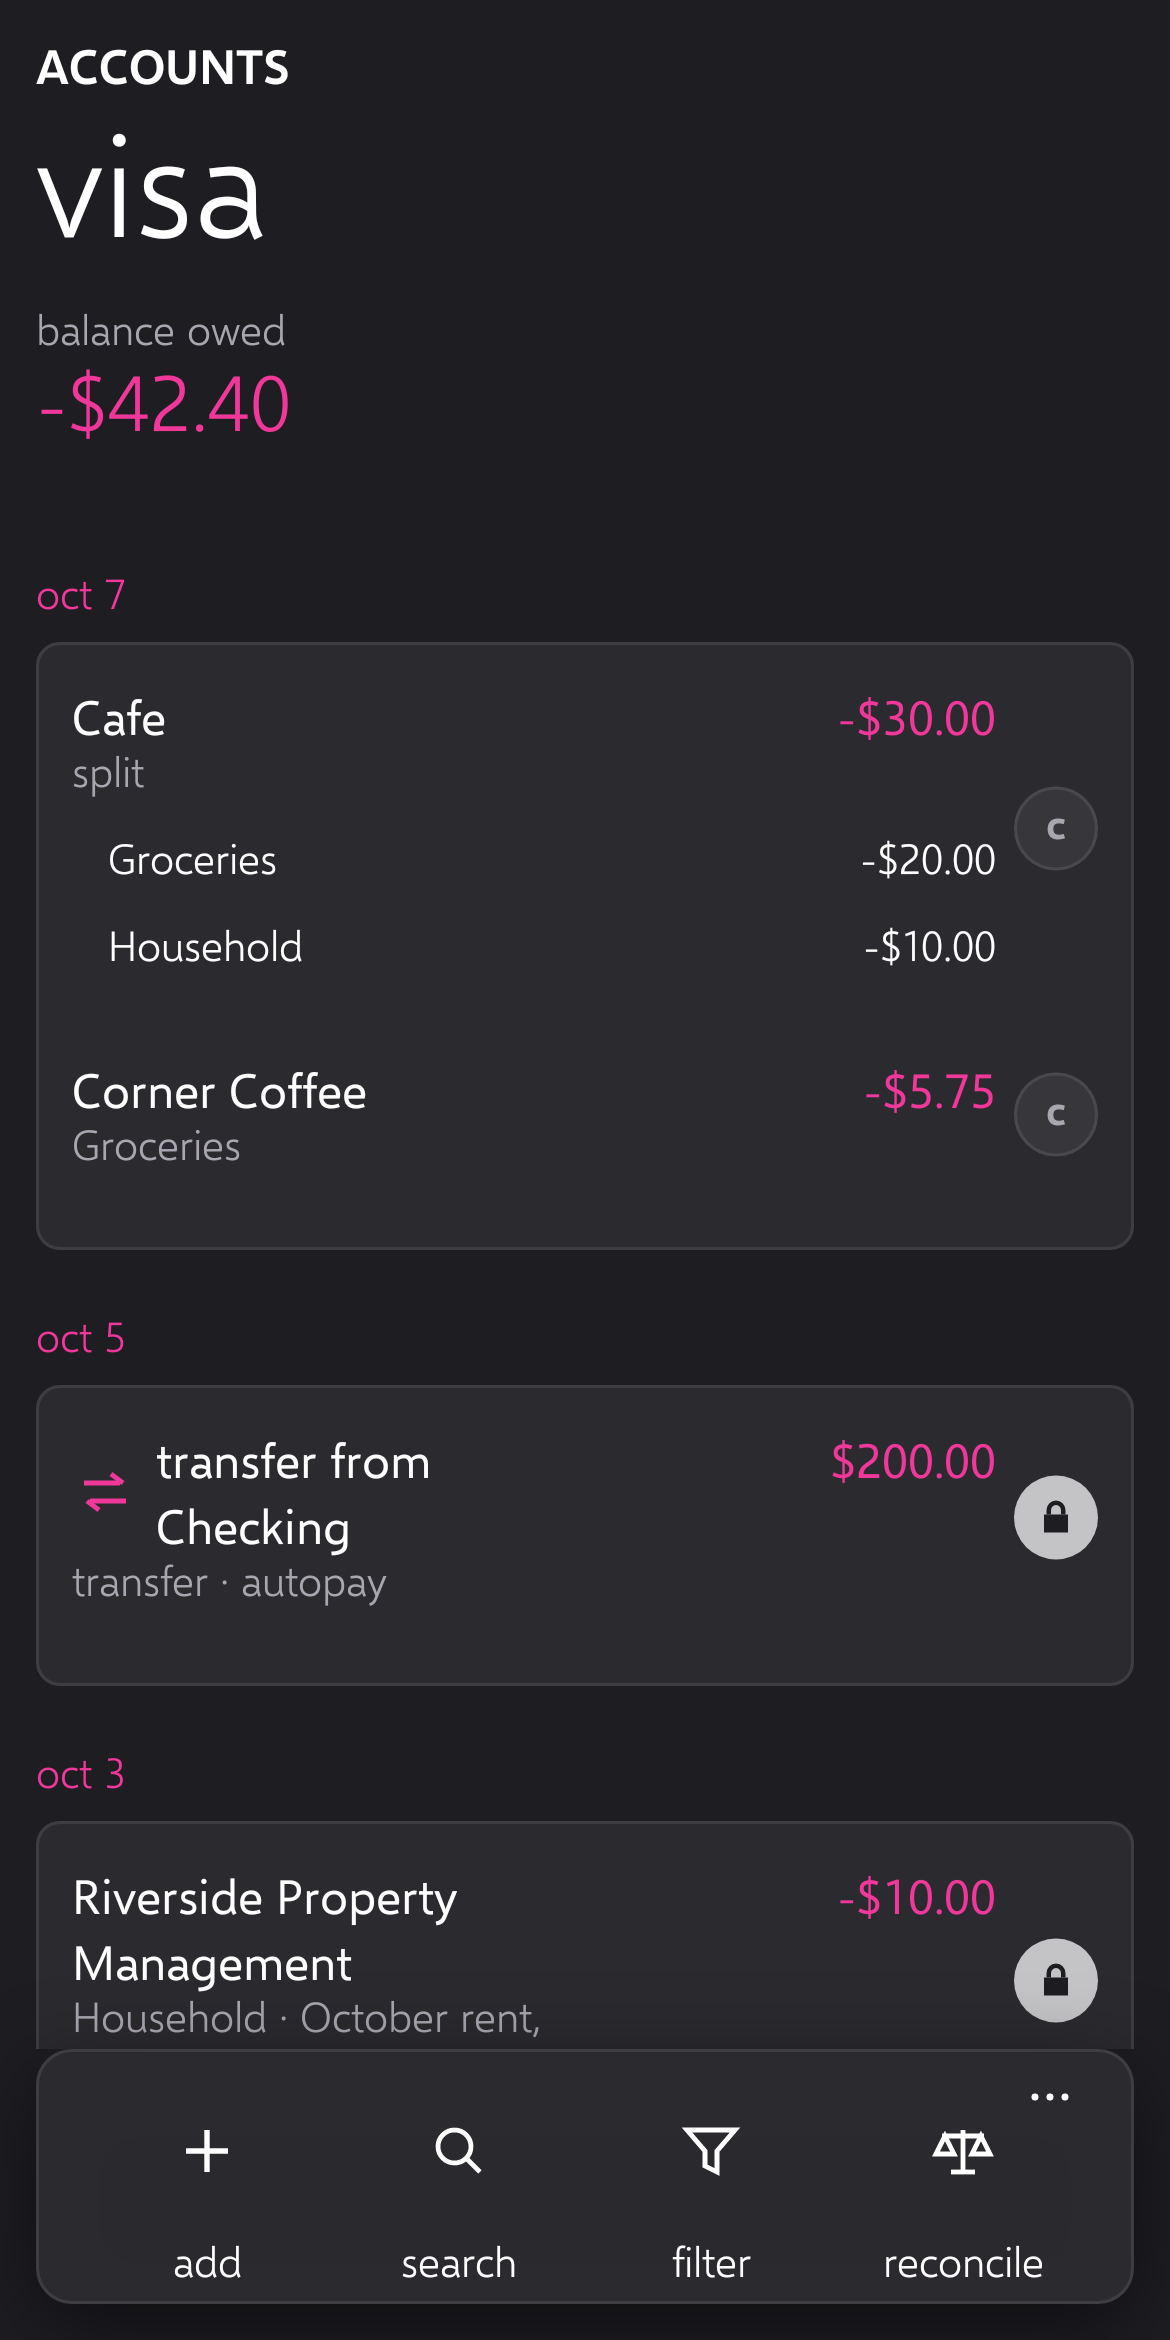 ACCOUNTS
visa
balance owed
-$42.40
oct 7
Cafe -$30.00
split
C
Groceries -$20.00
Household -$10.00
Corner Coffee -$5.75
C
Groceries
oct 5
transfer from $200.00
Checking
transfer · autopay
oct 3
Riverside Property -$10.00
Management
Household · October rent,
add search filter reconcile